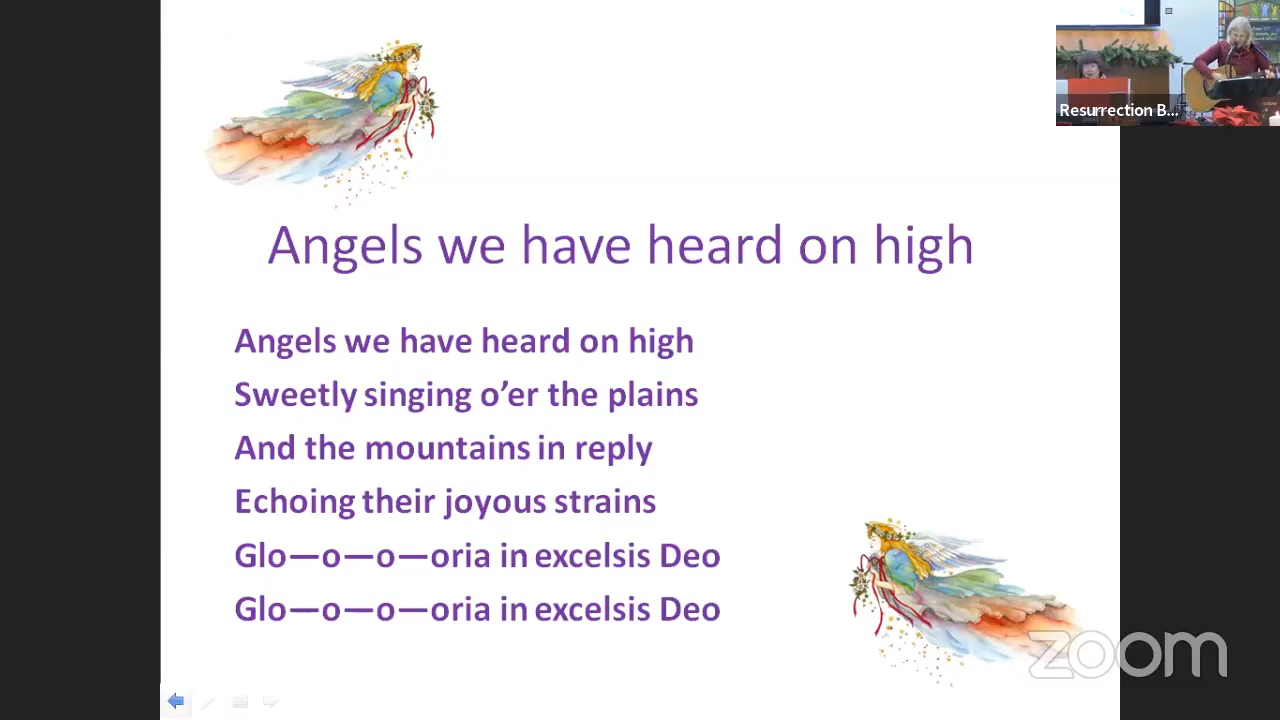 Resurrection B...
Angels we have heard on high
Angels we have heard on high
Sweetly singing o’er the plains
And the mountains in reply
Echoing their joyous strains
Glo—o—o—oria in excelsis Deo
Glo—o—o—oria in excelsis Deo
zoom